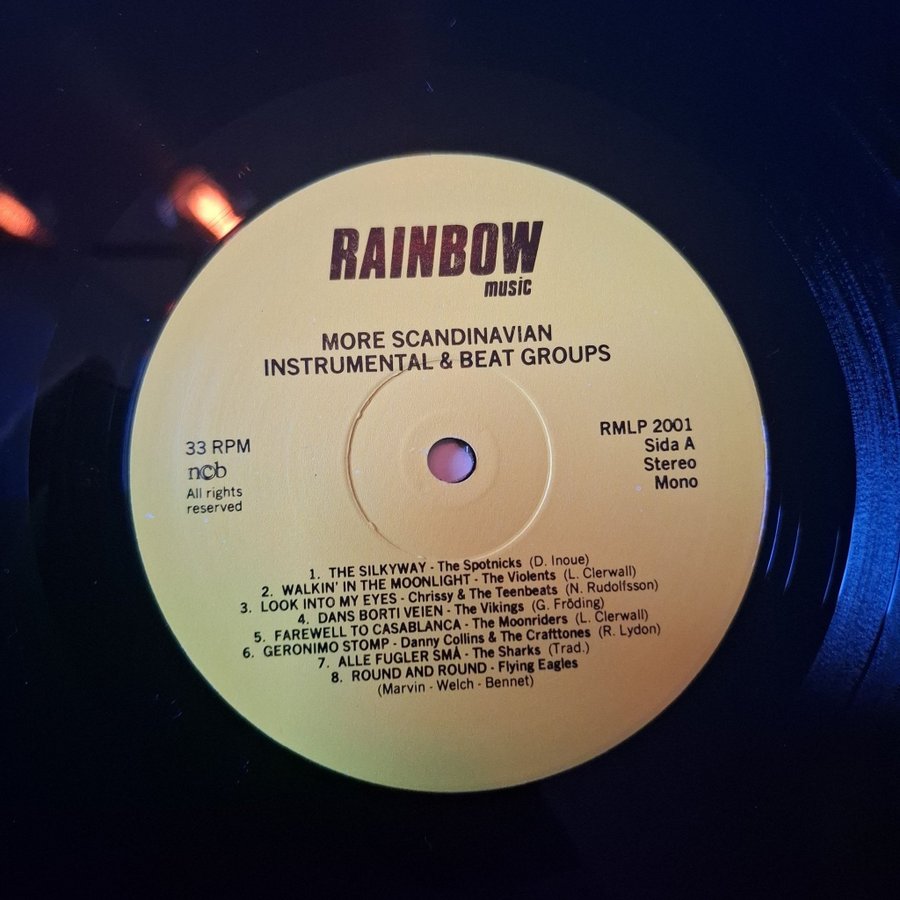 RAINBOW
music
MORE SCANDINAVIAN
INSTRUMENTAL & BEAT GROUPS
33 RPM
ncb
All rights
reserved
RMLP 2001
Sida A
Stereo
Mono
1. THE SILKYWAY - The Spotnicks (D. Inoue)
2. WALKIN' IN THE MOONLIGHT - The Violents (L. Clerwall)
3. LOOK INTO MY EYES - Chrissy & The Teenbeats (N. Rudolfsson)
4. DANS BORTI VEIEN - The Vikings (G. Fröding)
5. FAREWELL TO CASABLANCA - The Moonriders (L. Clerwall)
6. GERONIMO STOMP - Danny Collins & The Crafttones (R. Lydon)
7. ALLE FUGLER SMÅ - The Sharks (Trad.)
8. ROUND AND ROUND - Flying Eagles
(Marvin - Welch - Bennet)